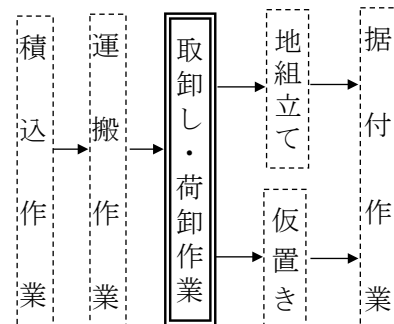 積込作業
運搬作業
取卸し・荷卸作業
地組立て
仮置き
据付作業